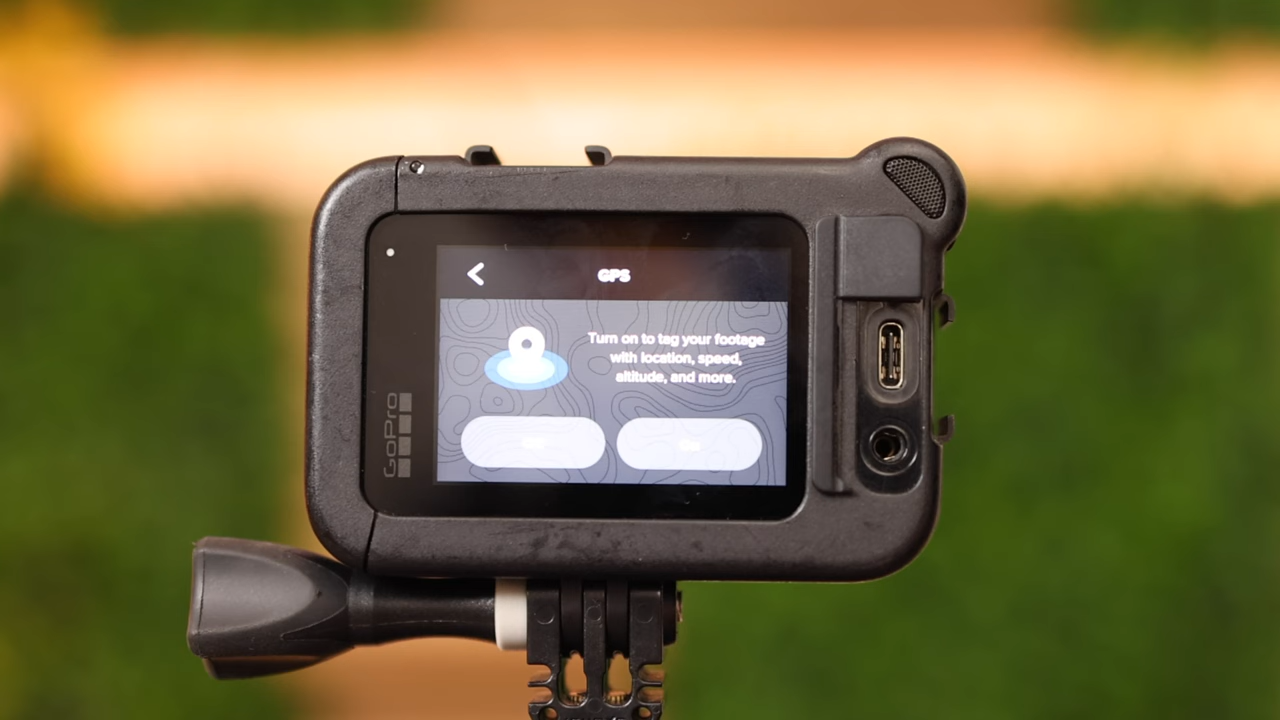 GPS
Turn on to tag your footage
with location, speed,
altitude, and more.
GoPro